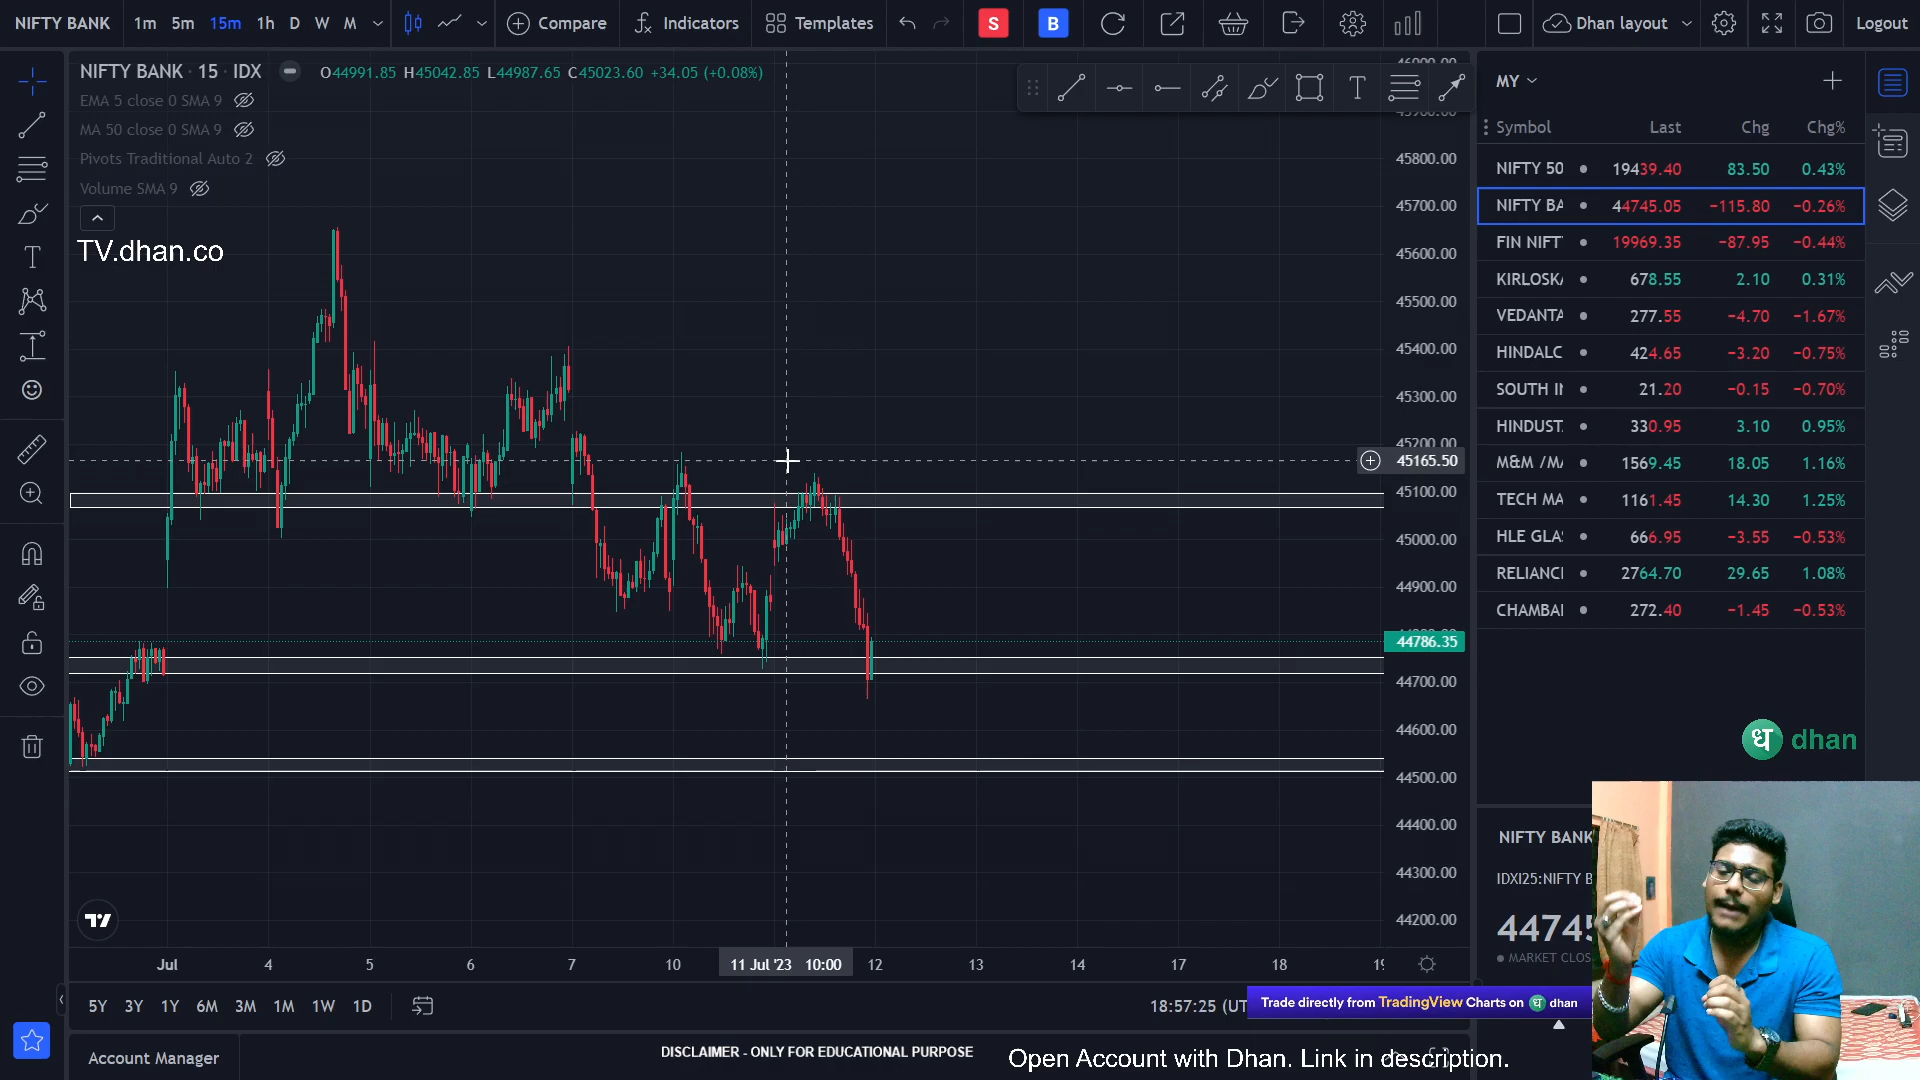 NIFTY BANK 1m 5m 15m 1h D W M Compare Indicators Templates S B Dhan layout Logout
NIFTY BANK · 15 · IDX O44991.85 H45042.85 L44987.65 C45023.60 +34.05 (+0.08%)
EMA 5 close 0 SMA 9
MA 50 close 0 SMA 9
Pivots Traditional Auto 2
Volume SMA 9
TV.dhan.co
45800.00
45700.00
45600.00
45500.00
45400.00
45300.00
45200.00
45165.50
45100.00
45000.00
44900.00
44786.35
44700.00
44600.00
44500.00
44400.00
44300.00
44200.00
Jul 4 5 6 7 10 11 Jul '23 10:00 12 13 14 17 18
5Y 3Y 1Y 6M 3M 1M 1W 1D
18:57:25 (UT
Account Manager
DISCLAIMER - ONLY FOR EDUCATIONAL PURPOSE
Open Account with Dhan. Link in description.
MY
Symbol Last Chg Chg%
NIFTY 50 19439.40 83.50 0.43%
NIFTY BA 44745.05 −115.80 −0.26%
FIN NIFT 19969.35 −87.95 −0.44%
KIRLOSK 678.55 2.10 0.31%
VEDANTA 277.55 −4.70 −1.67%
HINDALC 424.65 −3.20 −0.75%
SOUTH I 21.20 −0.15 −0.70%
HINDUST 330.95 3.10 0.95%
M&M /M 1569.45 18.05 1.16%
TECH MA 1161.45 14.30 1.25%
HLE GLA 666.95 −3.55 −0.53%
RELIANC 2764.70 29.65 1.08%
CHAMBA 272.40 −1.45 −0.53%
ध dhan
NIFTY BANK
IDXI25:NIFTY B
44745
MARKET CLOS
Trade directly from TradingView Charts on ध dhan